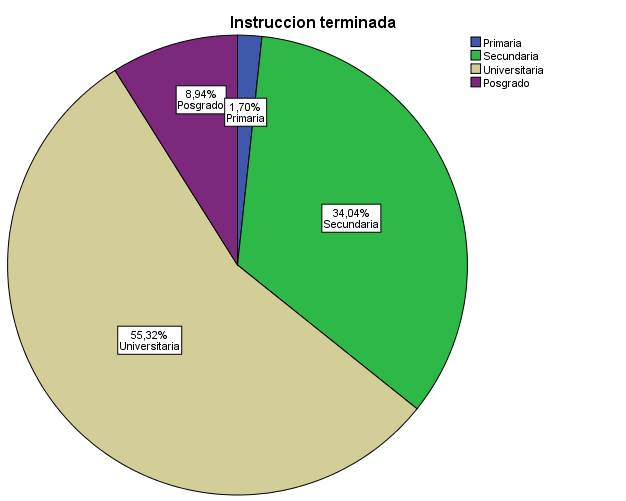 Instruccion terminada
Primaria
Secundaria
Universitaria
Posgrado
8,94%
Posgrado
1,70%
Primaria
34,04%
Secundaria
55,32%
Universitaria